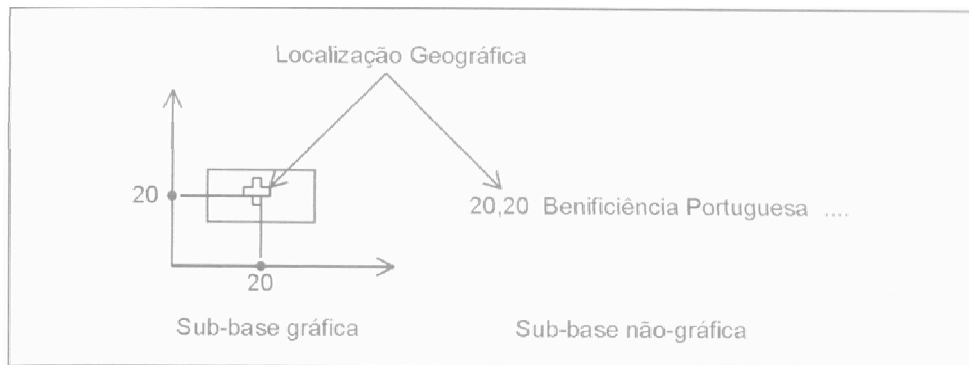 Localização Geográfica
20
20,20 Benificiência Portuguesa ....
20
Sub-base gráfica
Sub-base não-gráfica